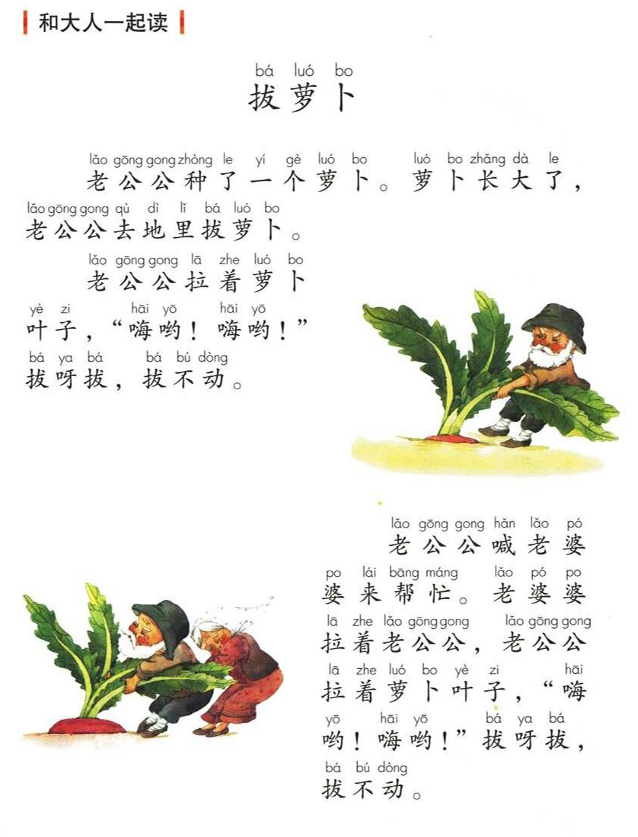 和大人一起读
bá luó bo
拔萝卜
lǎo gōng gong zhòng le yí gè luó bo luó bo zhǎng dà le
老公公种了一个萝卜。萝卜长大了，
lǎo gōng gong qù dì lǐ bá luó bo
老公公去地里拔萝卜。
lǎo gōng gong lā zhe luó bo
老公公拉着萝卜
yè zi hāi yō hāi yō
叶子，“嗨哟！嗨哟！”
bá ya bá bá bú dòng
拔呀拔，拔不动。
lǎo gōng gong hǎn lǎo pó
老公公喊老婆
po lái bāng máng lǎo pó po
婆来帮忙。老婆婆
lā zhe lǎo gōng gong lǎo gōng gong
拉着老公公，老公公
lā zhe luó bo yè zi hāi
拉着萝卜叶子，“嗨
yō hāi yō bá ya bá
哟！嗨哟！”拔呀拔，
bá bú dòng
拔不动。